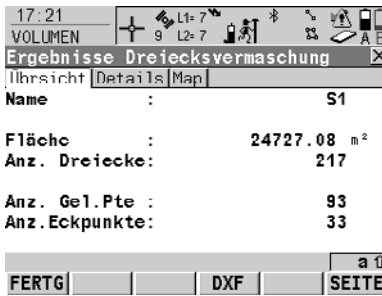 17:21 L1= 7
VOLUMEN 9 L2= 7 A B
Ergebnisse Dreiecksvermaschung X
Übrsicht Details Map
Name : S1
Fläche : 24727.08 m²
Anz. Dreiecke: 217
Anz. Gel.Pte : 93
Anz.Eckpunkte: 33
a
FERTG DXF SEITE